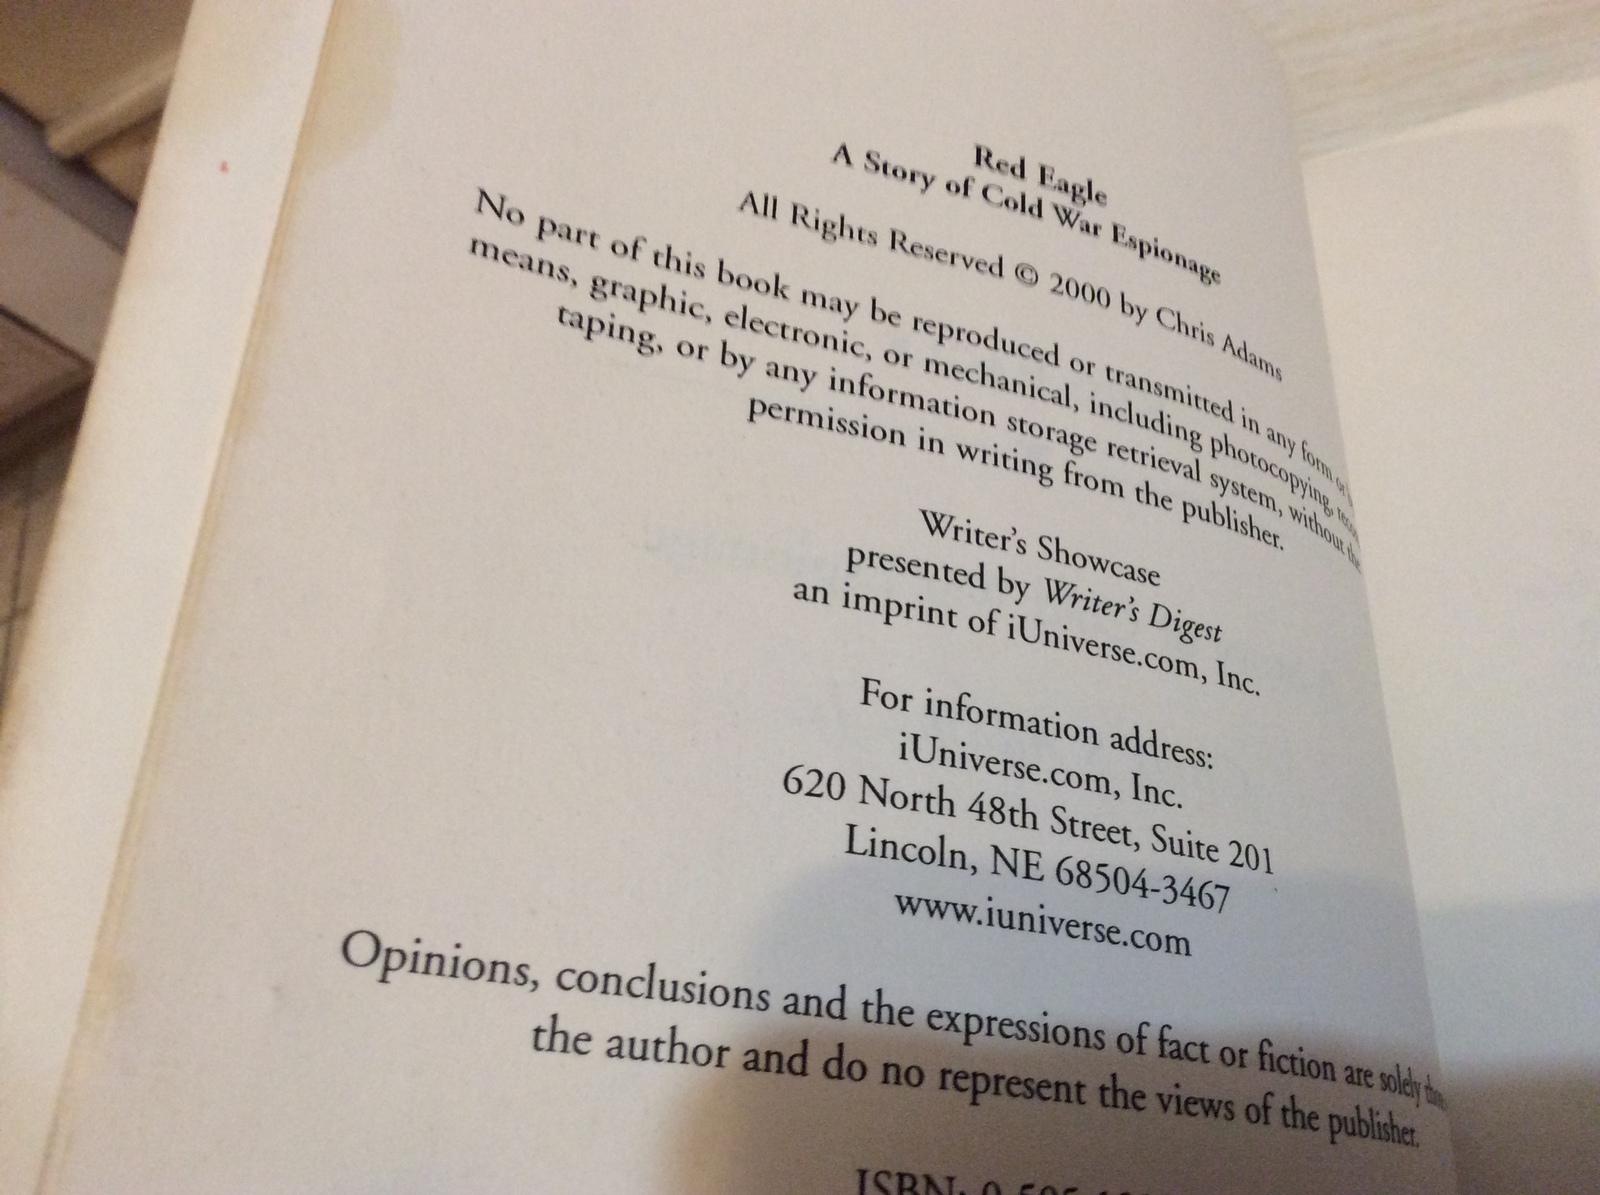 Red Eagle
A Story of Cold War Espionage
All Rights Reserved © 2000 by Chris Adams
No part of this book may be reproduced or transmitted in any form or
means, graphic, electronic, or mechanical, including photocopying,
taping, or by any information storage retrieval system, without the
permission in writing from the publisher.
Writer's Showcase
presented by Writer's Digest
an imprint of iUniverse.com, Inc.
For information address:
iUniverse.com, Inc.
620 North 48th Street, Suite 201
Lincoln, NE 68504-3467
www.iuniverse.com
Opinions, conclusions and the expressions of fact or fiction are solely
the author and do no represent the views of the publisher.
ISBN: 0-595